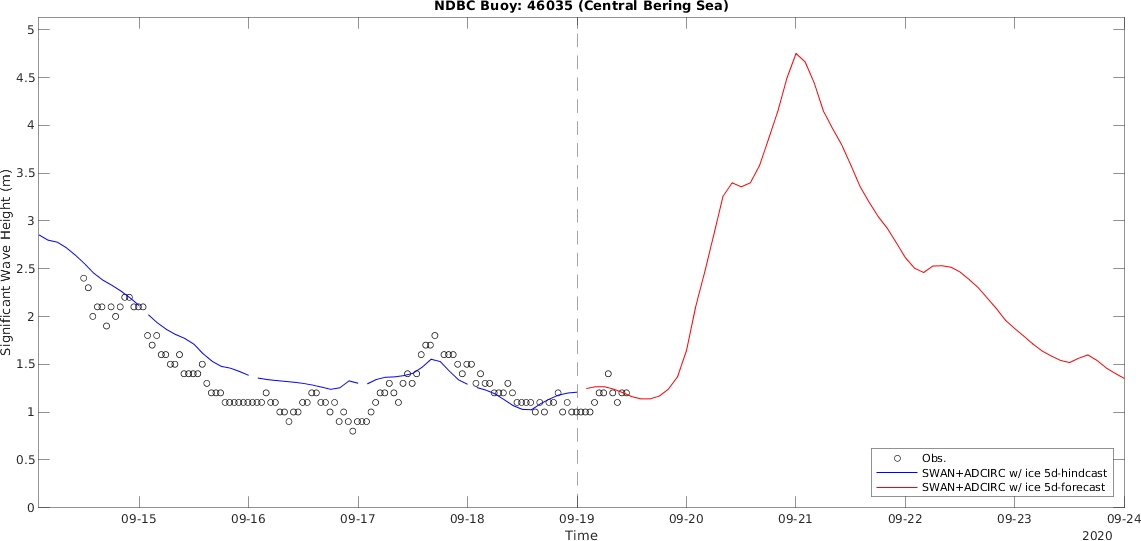 NDBC Buoy: 46035 (Central Bering Sea)
Significant Wave Height (m)
5
4.5
4
3.5
3
2.5
2
1.5
1
0.5
0
Obs.
SWAN+ADCIRC w/ ice 5d-hindcast
SWAN+ADCIRC w/ ice 5d-forecast
09-15 09-16 09-17 09-18 09-19 09-20 09-21 09-22 09-23 09-24
Time
2020